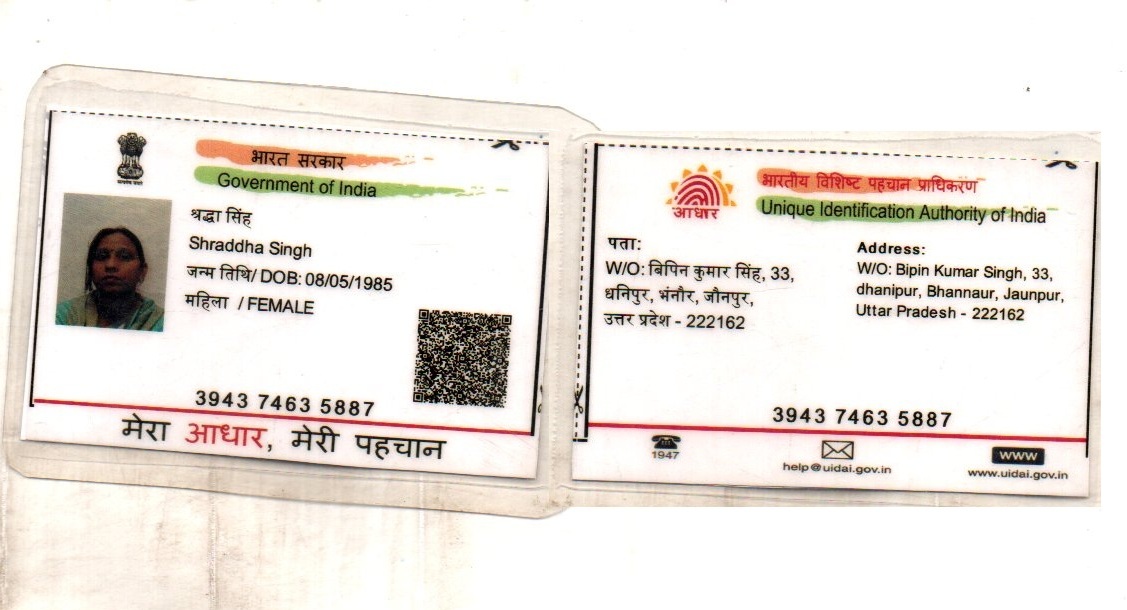 भारत सरकार
Government of India
श्रद्धा सिंह
Shraddha Singh
जन्म तिथि/ DOB: 08/05/1985
महिला / FEMALE
3943 7463 5887
मेरा आधार, मेरी पहचान
आधार
भारतीय विशिष्ट पहचान प्राधिकरण
Unique Identification Authority of India
पता:
W/O: बिपिन कुमार सिंह, 33,
धनिपुर, भंनौर, जौनपुर,
उत्तर प्रदेश - 222162
Address:
W/O: Bipin Kumar Singh, 33,
dhanipur, Bhannaur, Jaunpur,
Uttar Pradesh - 222162
3943 7463 5887
1947
help@uidai.gov.in
www
www.uidai.gov.in